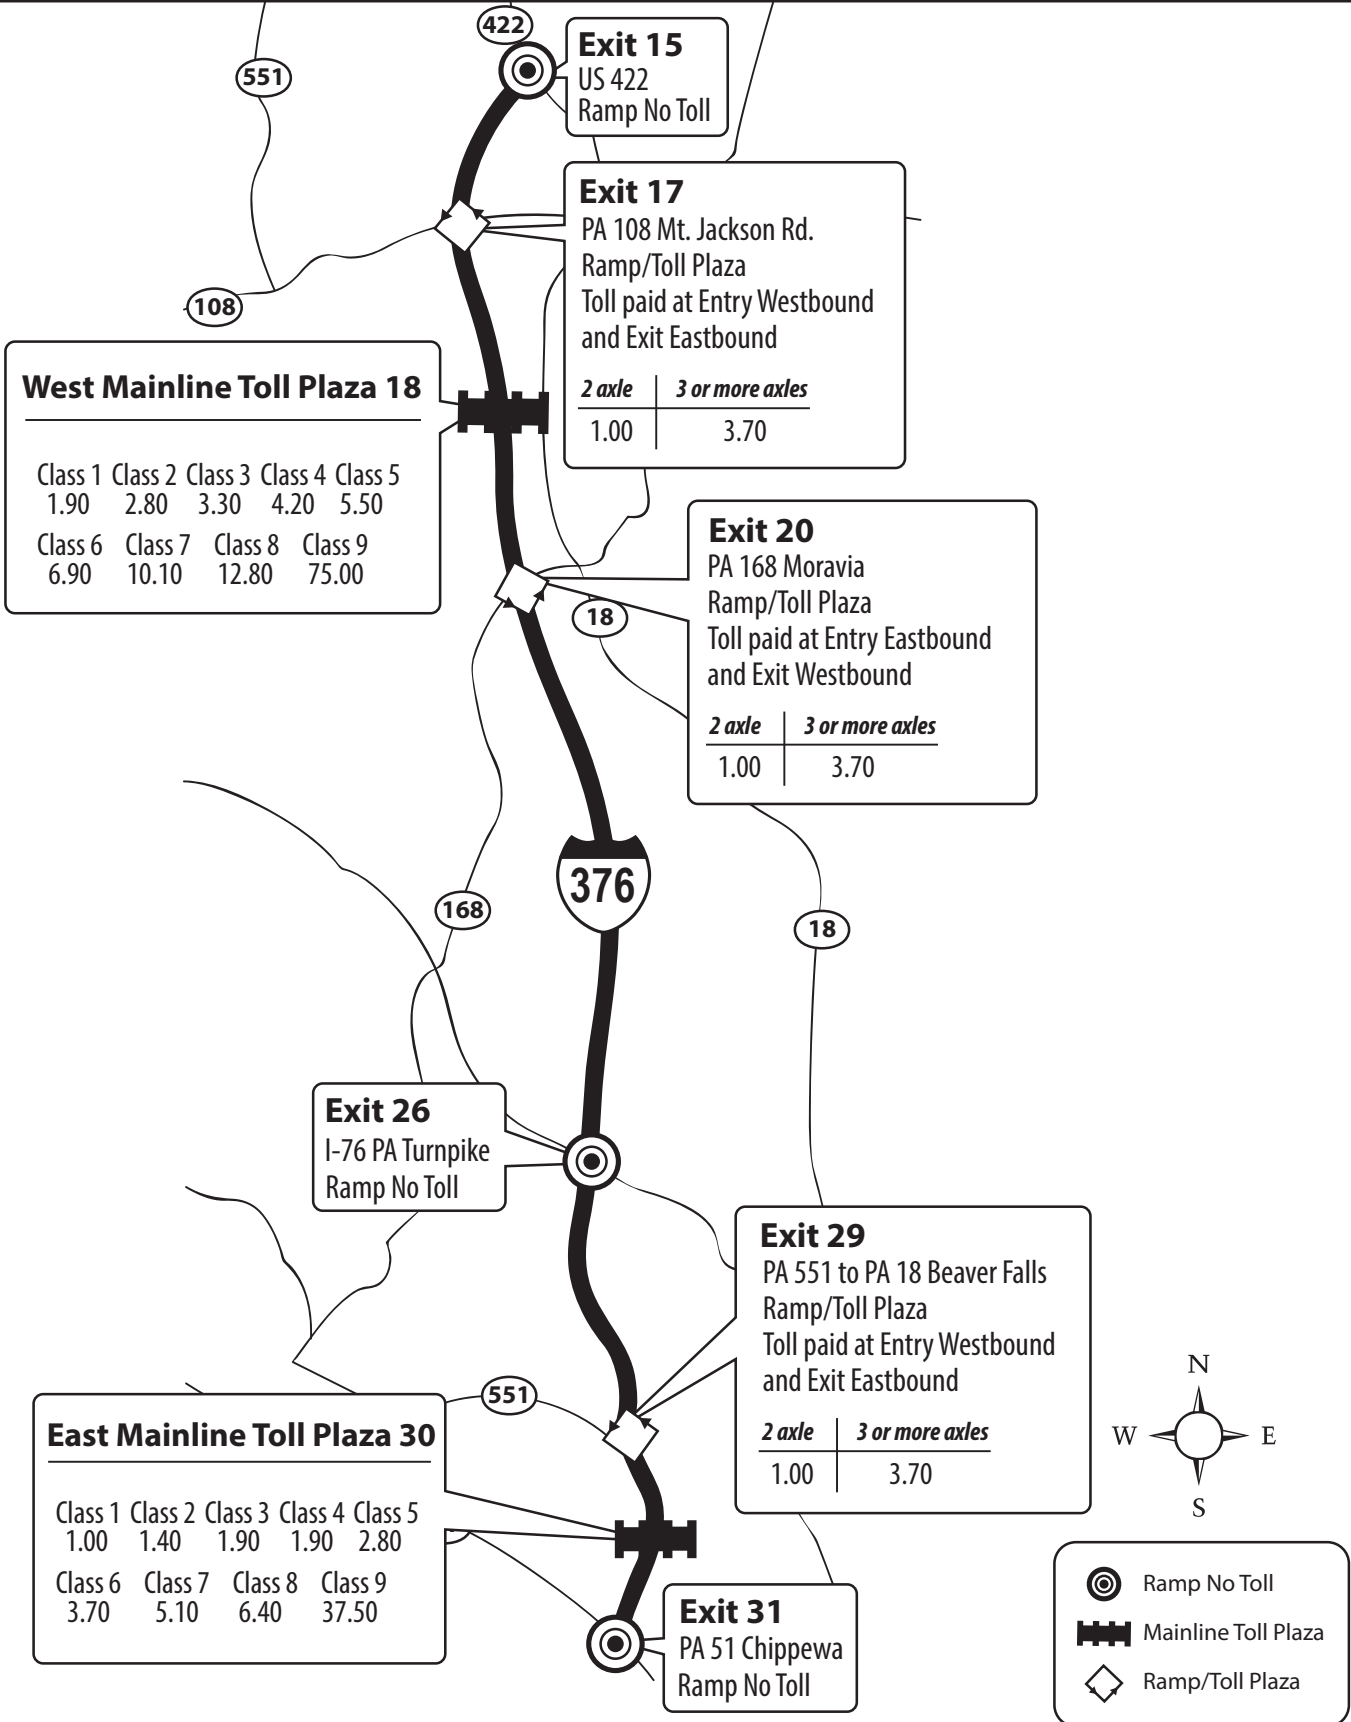 422
Exit 15
US 422
Ramp No Toll
551
Exit 17
PA 108 Mt. Jackson Rd.
Ramp/Toll Plaza
Toll paid at Entry Westbound
and Exit Eastbound
2 axle 3 or more axles
1.00 3.70
108
West Mainline Toll Plaza 18
Class 1 Class 2 Class 3 Class 4 Class 5
1.90 2.80 3.30 4.20 5.50
Class 6 Class 7 Class 8 Class 9
6.90 10.10 12.80 75.00
Exit 20
PA 168 Moravia
Ramp/Toll Plaza
Toll paid at Entry Eastbound
and Exit Westbound
2 axle 3 or more axles
1.00 3.70
18
376
168
18
Exit 26
I-76 PA Turnpike
Ramp No Toll
Exit 29
PA 551 to PA 18 Beaver Falls
Ramp/Toll Plaza
Toll paid at Entry Westbound
and Exit Eastbound
2 axle 3 or more axles
1.00 3.70
551
East Mainline Toll Plaza 30
Class 1 Class 2 Class 3 Class 4 Class 5
1.00 1.40 1.90 1.90 2.80
Class 6 Class 7 Class 8 Class 9
3.70 5.10 6.40 37.50
Exit 31
PA 51 Chippewa
Ramp No Toll
N
W E
S
Ramp No Toll
Mainline Toll Plaza
Ramp/Toll Plaza